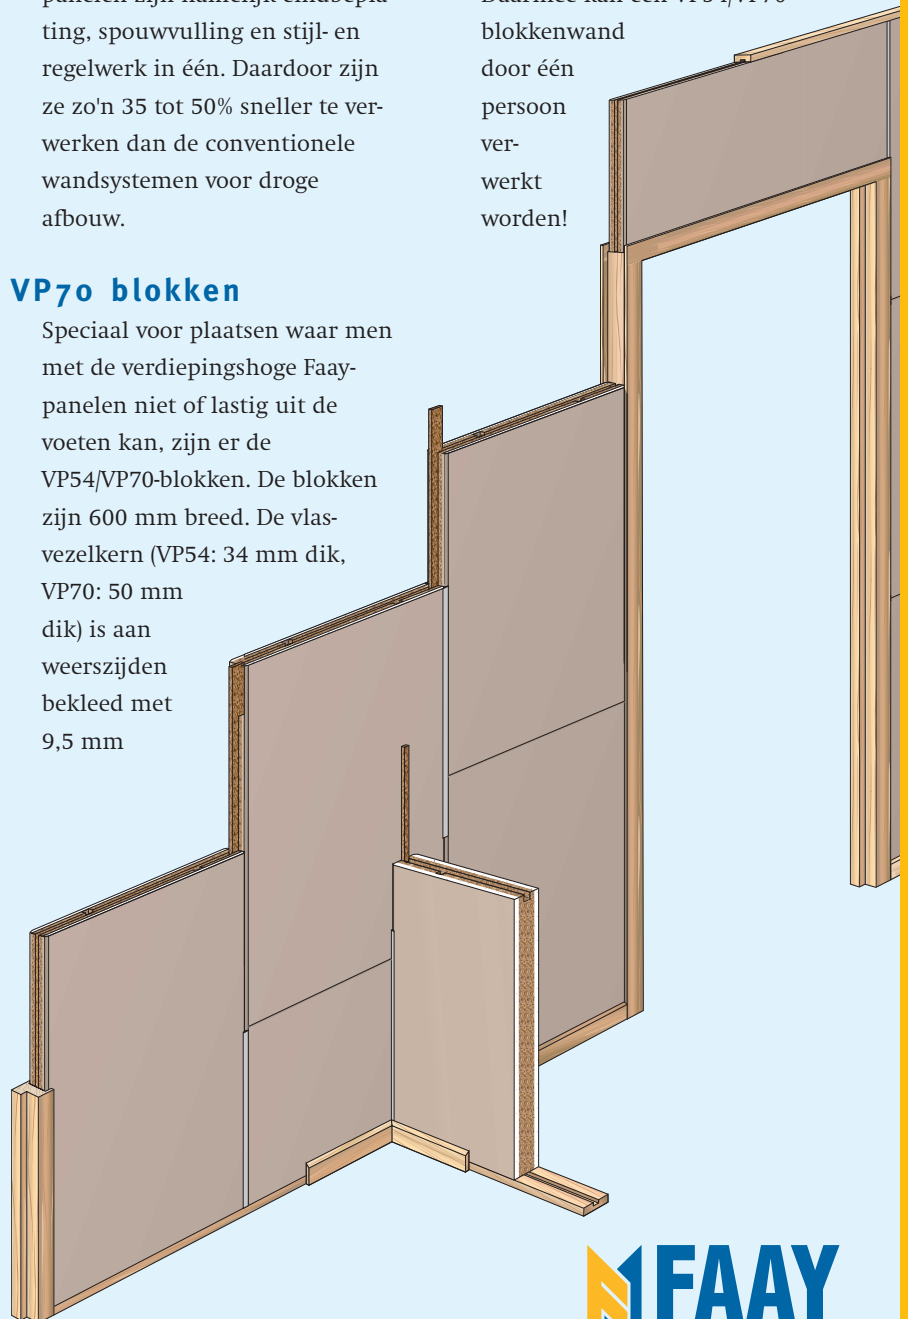 ting, spouwvulling en stijl- en
regelwerk in één. Daardoor zijn
ze zo'n 35 tot 50% sneller te ver-
werken dan de conventionele
wandsystemen voor droge
afbouw.
VP70 blokken
Speciaal voor plaatsen waar men
met de verdiepingshoge Faay-
panelen niet of lastig uit de
voeten kan, zijn er de
VP54/VP70-blokken. De blokken
zijn 600 mm breed. De vlas-
vezelkern (VP54: 34 mm dik,
VP70: 50 mm
dik) is aan
weerszijden
bekleed met
9,5 mm
blokkenwand
door één
persoon
ver-
werkt
worden!
FAAY